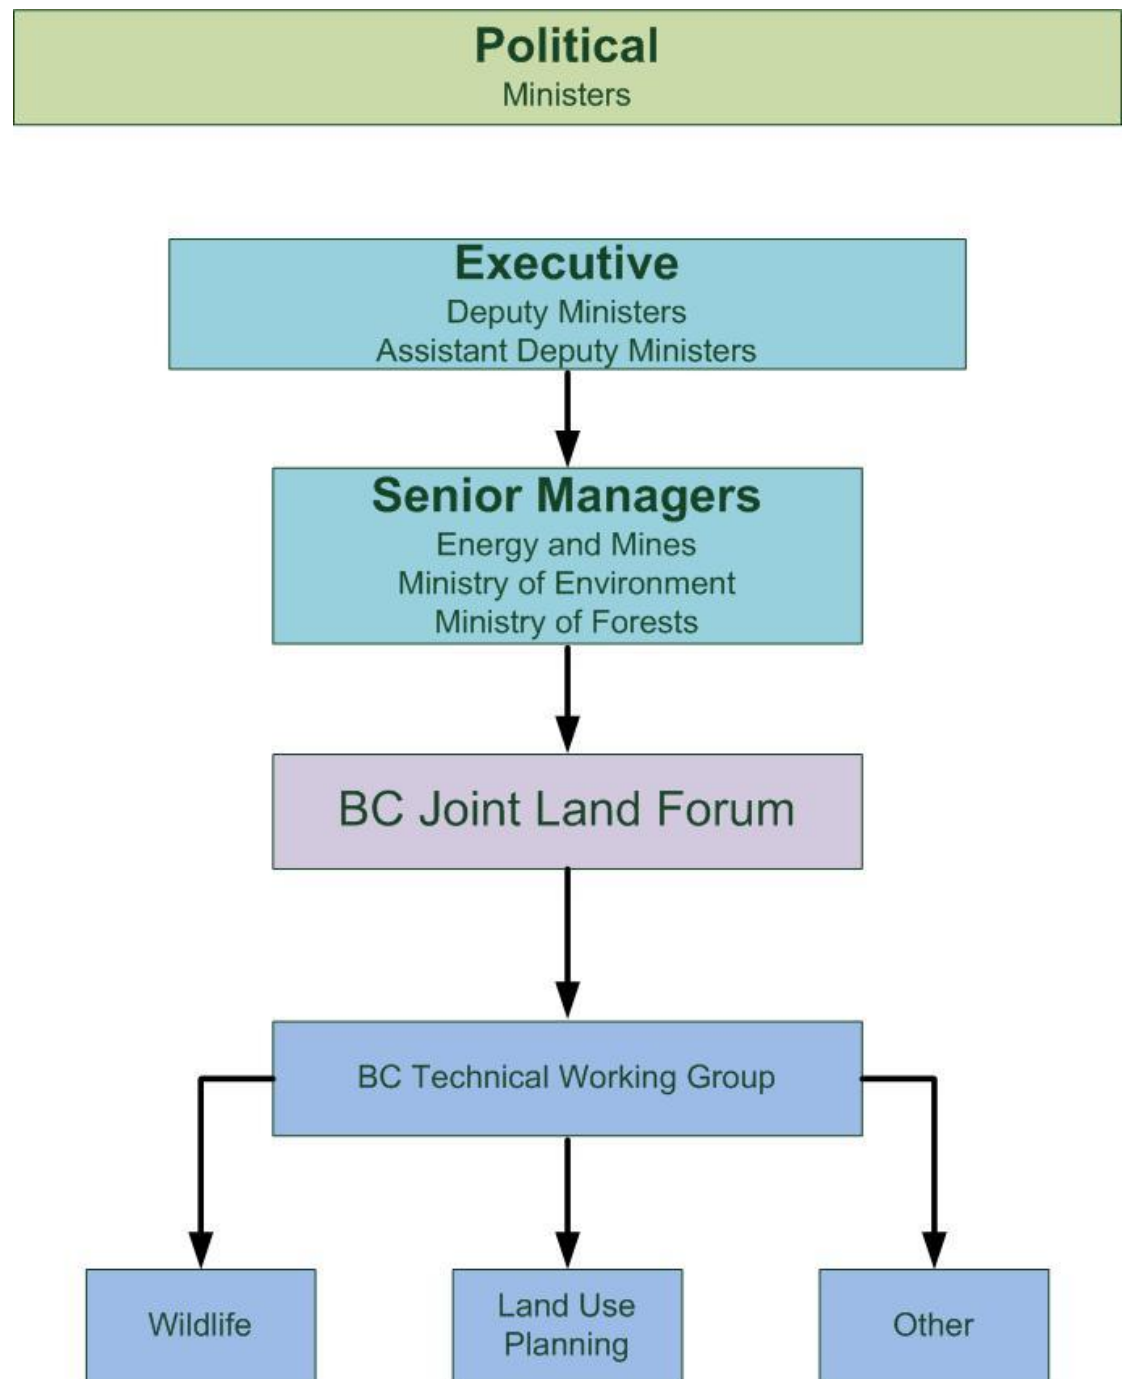 Political
Ministers
Executive
Deputy Ministers
Assistant Deputy Ministers
Senior Managers
Energy and Mines
Ministry of Environment
Ministry of Forests
BC Joint Land Forum
BC Technical Working Group
Wildlife
Land Use
Planning
Other